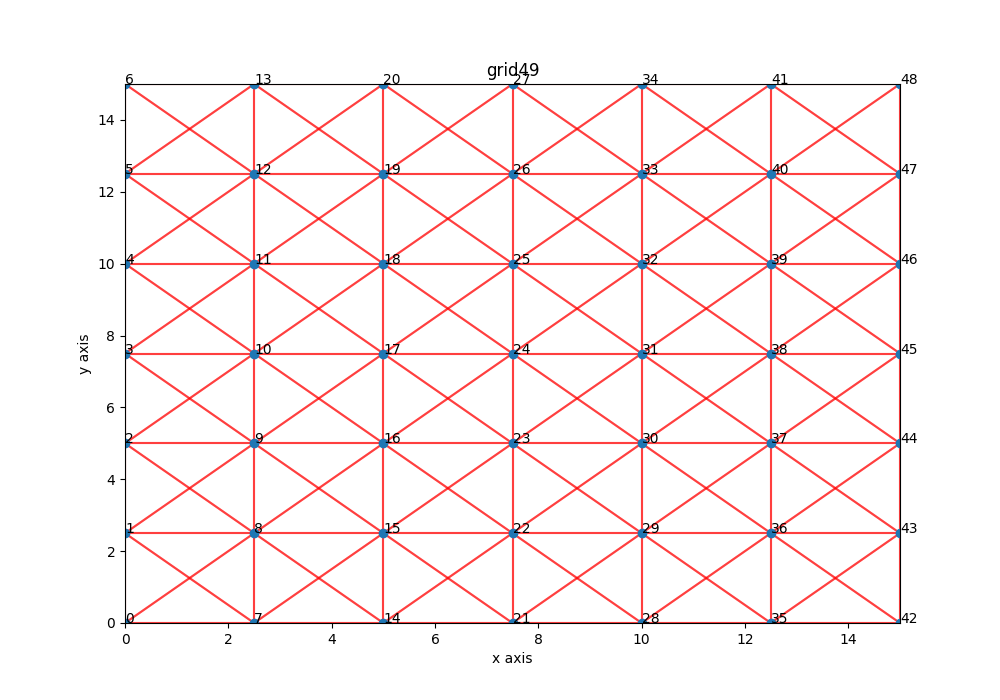 grid49
6 13 20 27 34 41 48
14
5 12 19 26 33 40 47
12
4 11 18 25 32 39 46
10
3 10 17 24 31 38 45
8
y axis
6
2 9 16 23 30 37 44
4
1 8 15 22 29 36 43
2
0 0 7 14 21 28 35 42
0 2 4 6 8 10 12 14
x axis